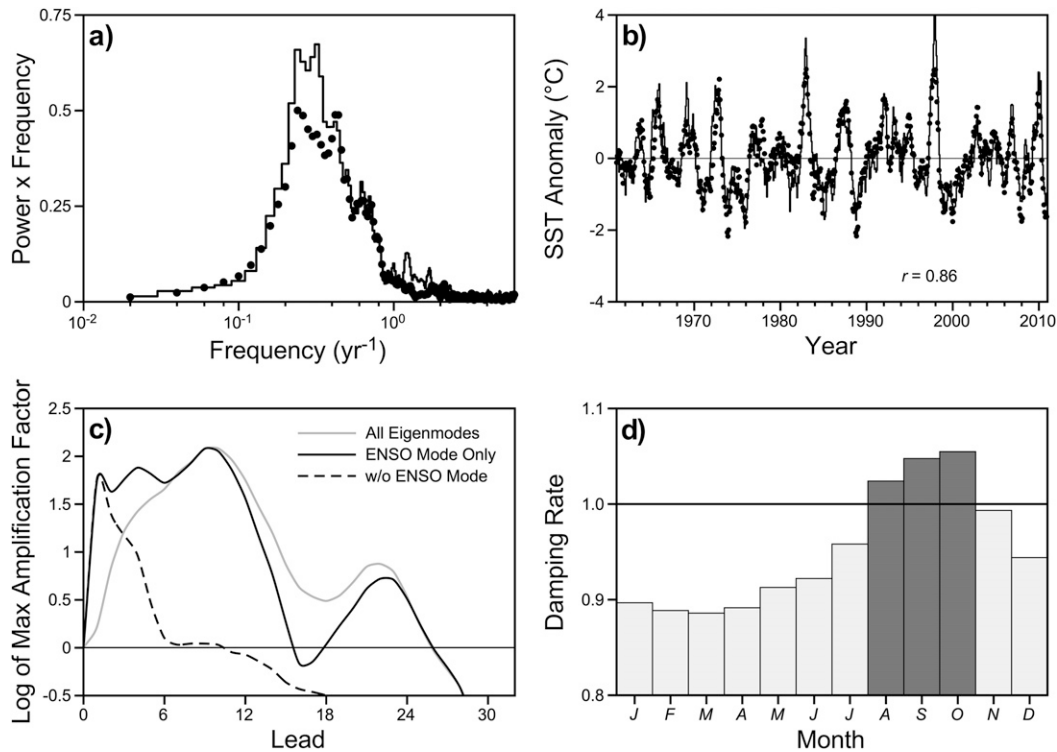 a)
0.75
0.5
0.25
0
Power x Frequency
10-2
10-1
100
Frequency (yr-1)
b)
4
2
0
-2
-4
SST Anomaly (°C)
r = 0.86
1970
1980
1990
2000
2010
Year
c)
2.5
2
1.5
1
0.5
0
-0.5
Log of Max Amplification Factor
All Eigenmodes
ENSO Mode Only
w/o ENSO Mode
0
6
12
18
24
30
Lead
d)
1.1
1.0
0.9
0.8
Damping Rate
J F M A M J J A S O N D
Month